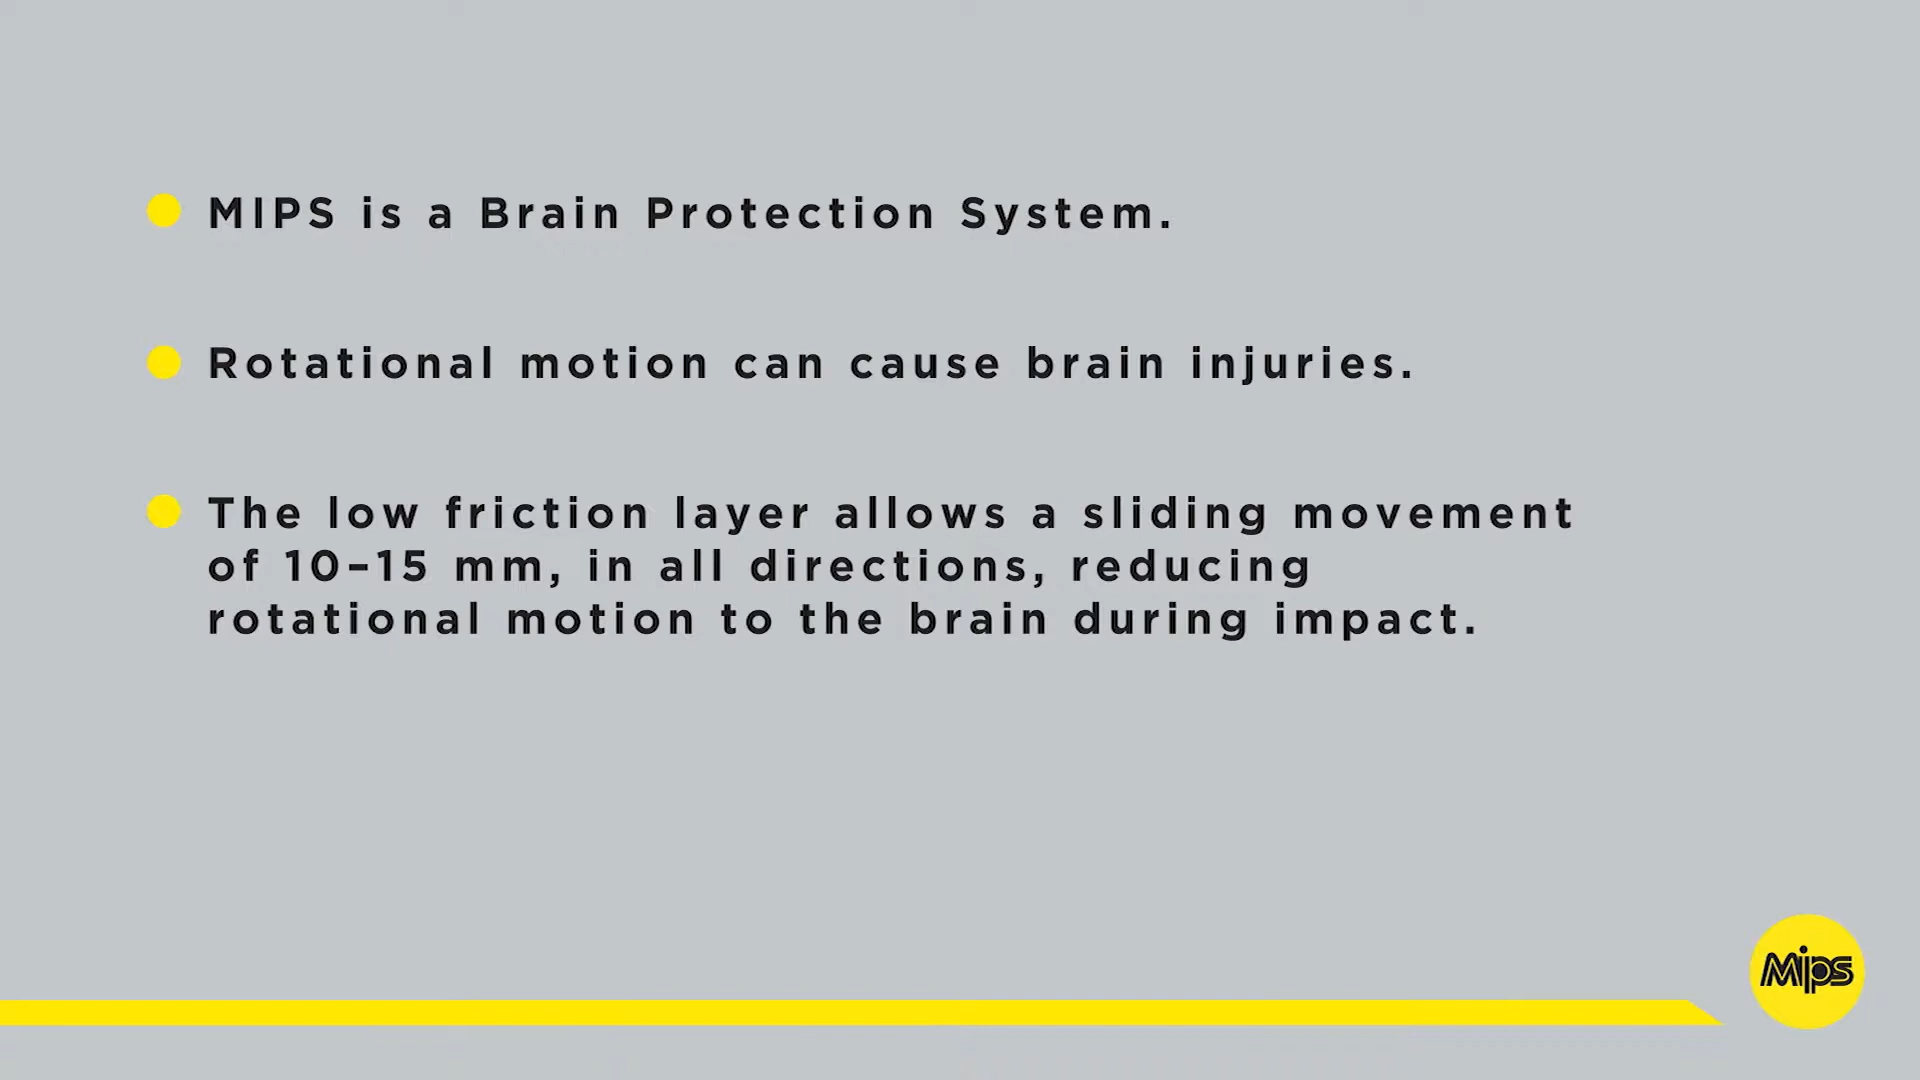 MIPS is a Brain Protection System.
Rotational motion can cause brain injuries.
The low friction layer allows a sliding movement
of 10–15 mm, in all directions, reducing
rotational motion to the brain during impact.
Mips